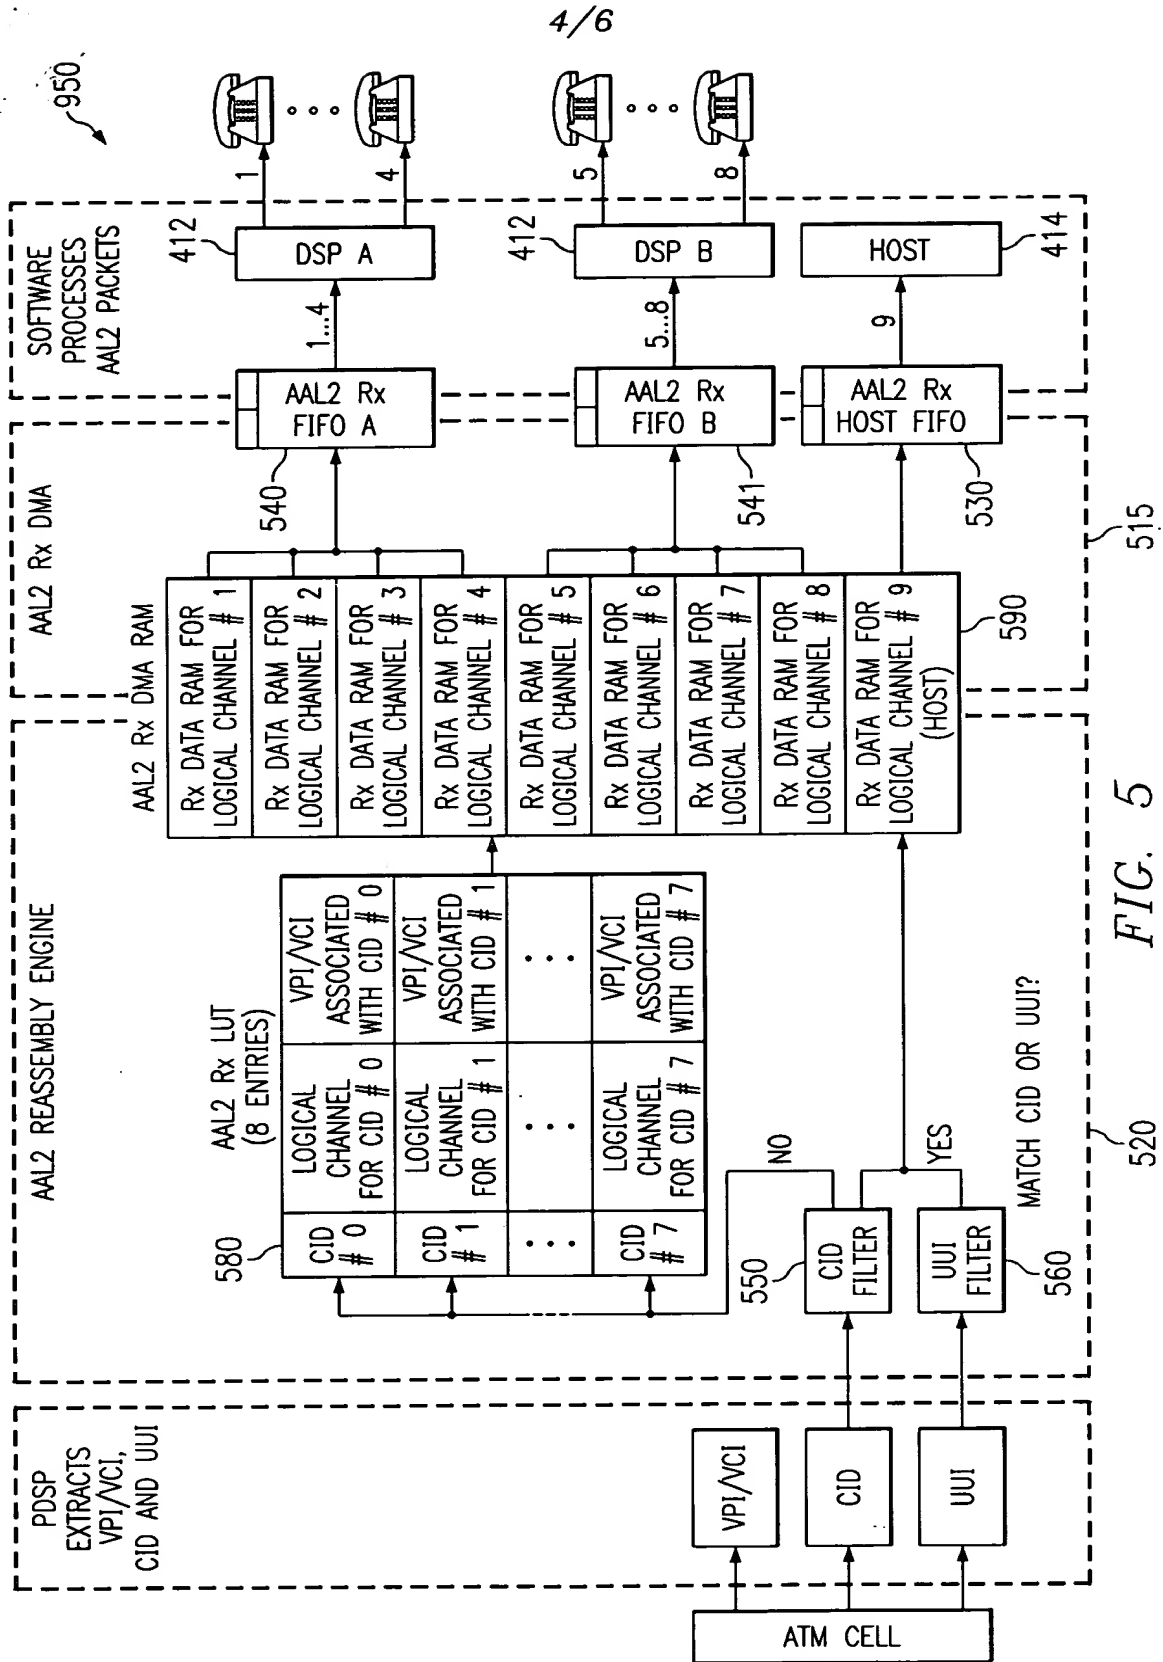 4/6
950
PDSP
EXTRACTS
VPI/VCI,
CID AND UUI
AAL2 REASSEMBLY ENGINE
AAL2 Rx DMA
SOFTWARE
PROCESSES
AAL2 PACKETS
ATM CELL
VPI/VCI
CID
UUI
550
CID
FILTER
UUI
FILTER
560
NO
YES
MATCH CID OR UUI?
520
580
AAL2 Rx LUT
(8 ENTRIES)
CID
# 0
LOGICAL
CHANNEL
FOR CID # 0
VPI/VCI
ASSOCIATED
WITH CID # 0
CID
# 1
LOGICAL
CHANNEL
FOR CID # 1
VPI/VCI
ASSOCIATED
WITH CID # 1
CID
# 7
LOGICAL
CHANNEL
FOR CID # 7
VPI/VCI
ASSOCIATED
WITH CID # 7
AAL2 Rx DMA RAM
Rx DATA RAM FOR
LOGICAL CHANNEL # 1
Rx DATA RAM FOR
LOGICAL CHANNEL # 2
Rx DATA RAM FOR
LOGICAL CHANNEL # 3
Rx DATA RAM FOR
LOGICAL CHANNEL # 4
Rx DATA RAM FOR
LOGICAL CHANNEL # 5
Rx DATA RAM FOR
LOGICAL CHANNEL # 6
Rx DATA RAM FOR
LOGICAL CHANNEL # 7
Rx DATA RAM FOR
LOGICAL CHANNEL # 8
Rx DATA RAM FOR
LOGICAL CHANNEL # 9
(HOST)
590
515
540
AAL2 Rx
FIFO A
541
AAL2 Rx
FIFO B
530
AAL2 Rx
HOST FIFO
1...4
5...8
9
412
DSP A
412
DSP B
HOST
414
1
4
5
8
FIG. 5